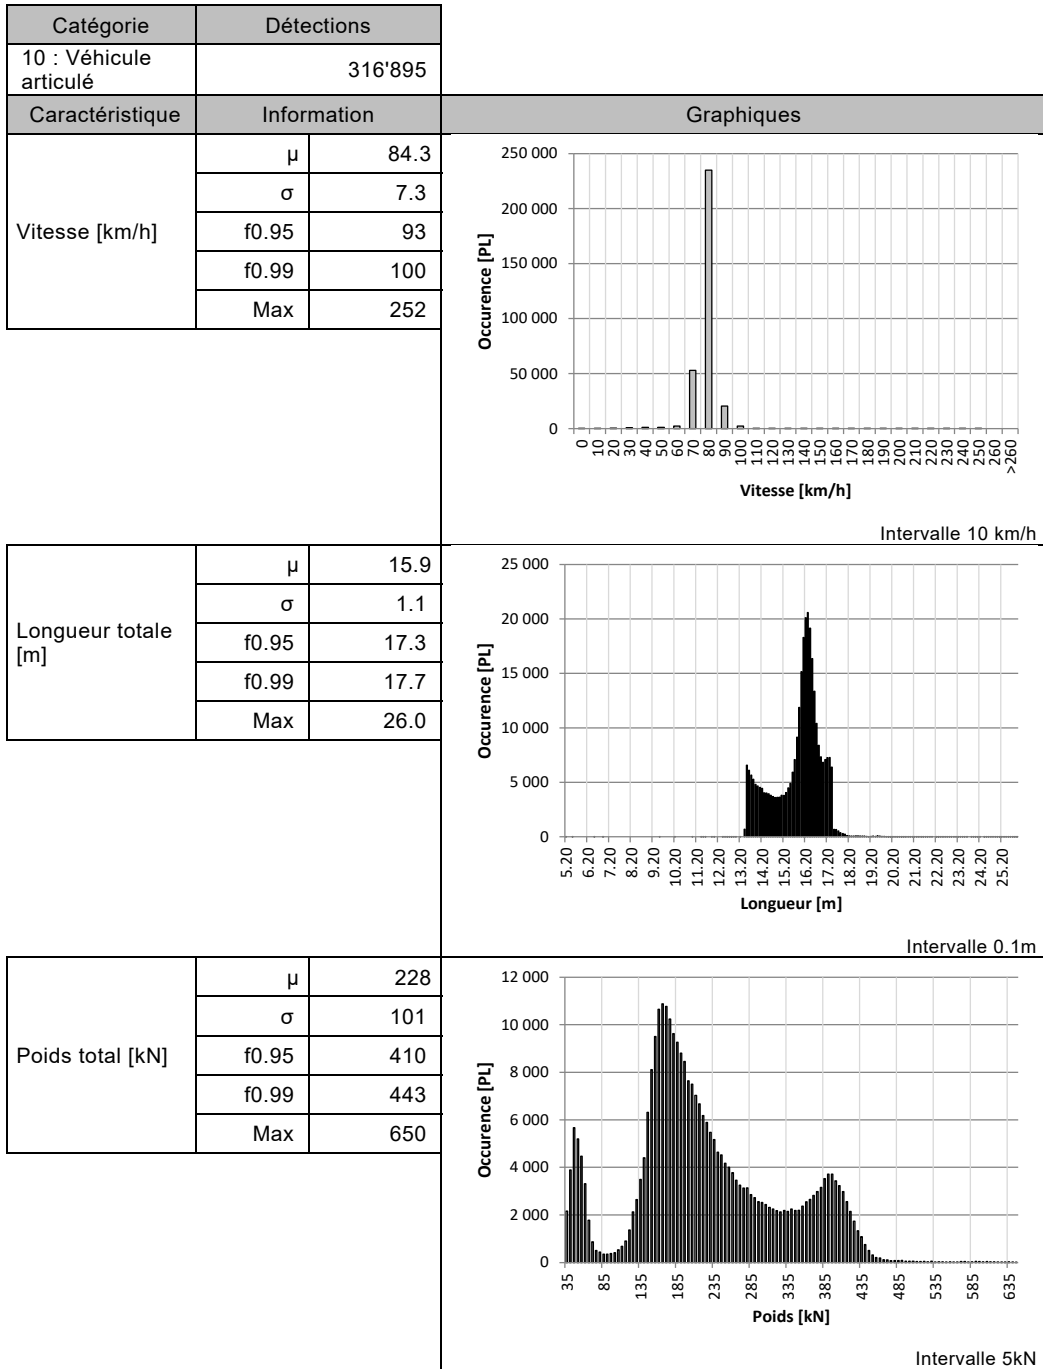 Catégorie Détections
10 : Véhicule
articulé 316'895
Caractéristique Information Graphiques
Vitesse [km/h]
µ 84.3
σ 7.3
f0.95 93
f0.99 100
Max 252
250 000
200 000
150 000
100 000
50 000
0
Occurence [PL]
0 10 20 30 40 50 60 70 80 90 100 110 120 130 140 150 160 170 180 190 200 210 220 230 240 250 260 >260
Vitesse [km/h]
Intervalle 10 km/h
Longueur totale
[m]
µ 15.9
σ 1.1
f0.95 17.3
f0.99 17.7
Max 26.0
25 000
20 000
15 000
10 000
5 000
0
Occurence [PL]
5.20 6.20 7.20 8.20 9.20 10.20 11.20 12.20 13.20 14.20 15.20 16.20 17.20 18.20 19.20 20.20 21.20 22.20 23.20 24.20 25.20
Longueur [m]
Intervalle 0.1m
Poids total [kN]
µ 228
σ 101
f0.95 410
f0.99 443
Max 650
12 000
10 000
8 000
6 000
4 000
2 000
0
Occurence [PL]
35 85 135 185 235 285 335 385 435 485 535 585 635
Poids [kN]
Intervalle 5kN